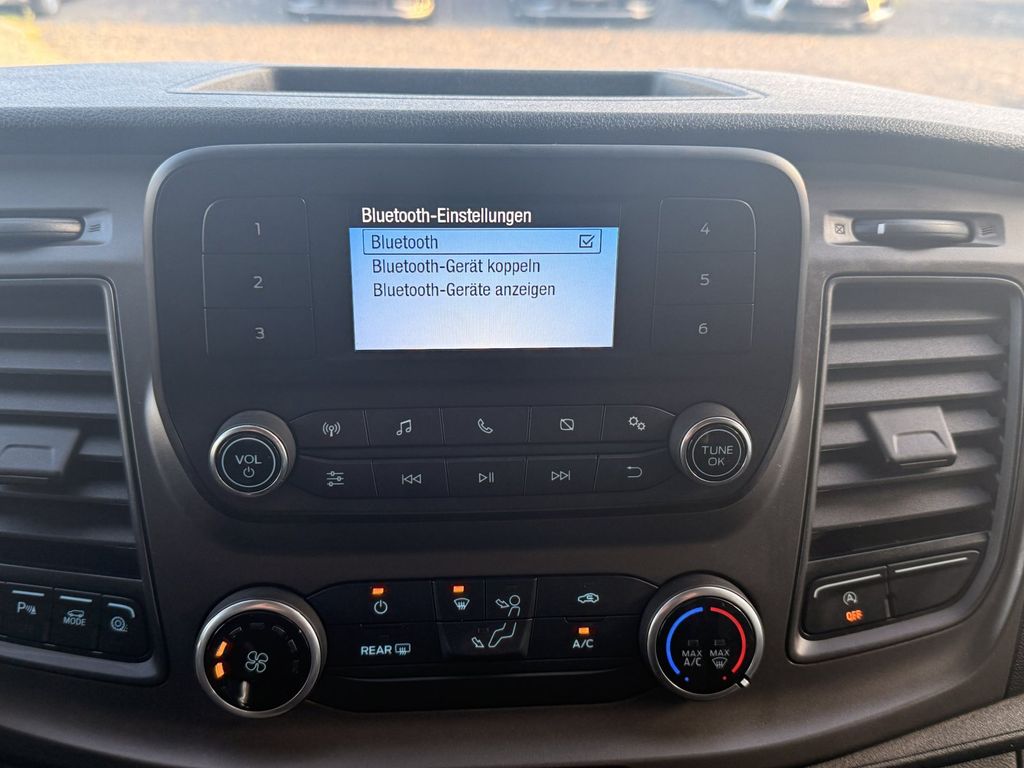 Bluetooth-Einstellungen
Bluetooth
Bluetooth-Gerät koppeln
Bluetooth-Geräte anzeigen
1
2
3
4
5
6
VOL
TUNE
OK
P
MODE
REAR
A/C
MAX
A/C
MAX
A
OFF